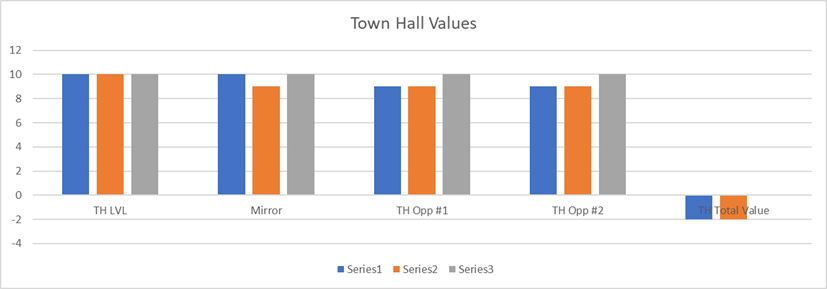 Town Hall Values
12
10
8
6
4
2
0
-2
-4
TH LVL
Mirror
TH Opp #1
TH Opp #2
TH Total Value
Series1
Series2
Series3